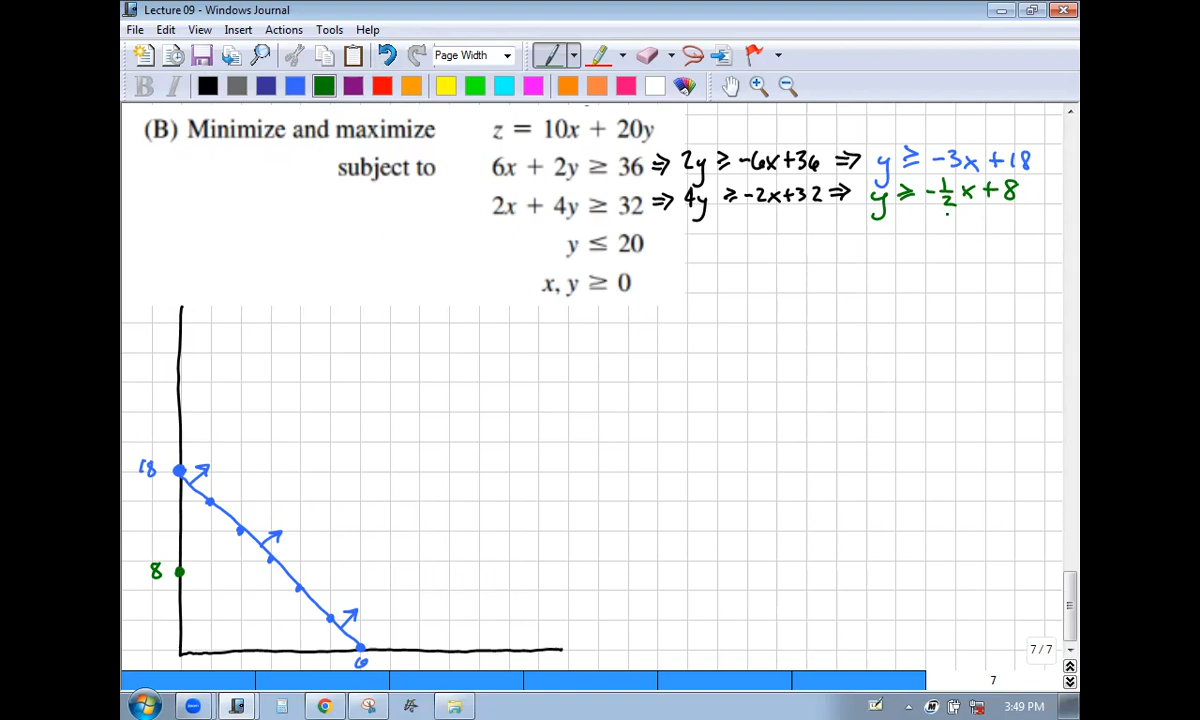 Lecture 09 - Windows Journal
File Edit View Insert Actions Tools Help
Page Width
B I
(B) Minimize and maximize z = 10x + 20y
subject to 6x + 2y ≥ 36 ⇒ 2y ≥ -6x+36 ⇒ y ≥ -3x +18
2x + 4y ≥ 32 ⇒ 4y ≥ -2x+32 ⇒ y ≥ -1/2 x + 8
y ≤ 20
x, y ≥ 0
18
8
6
7 / 7
7
3:49 PM